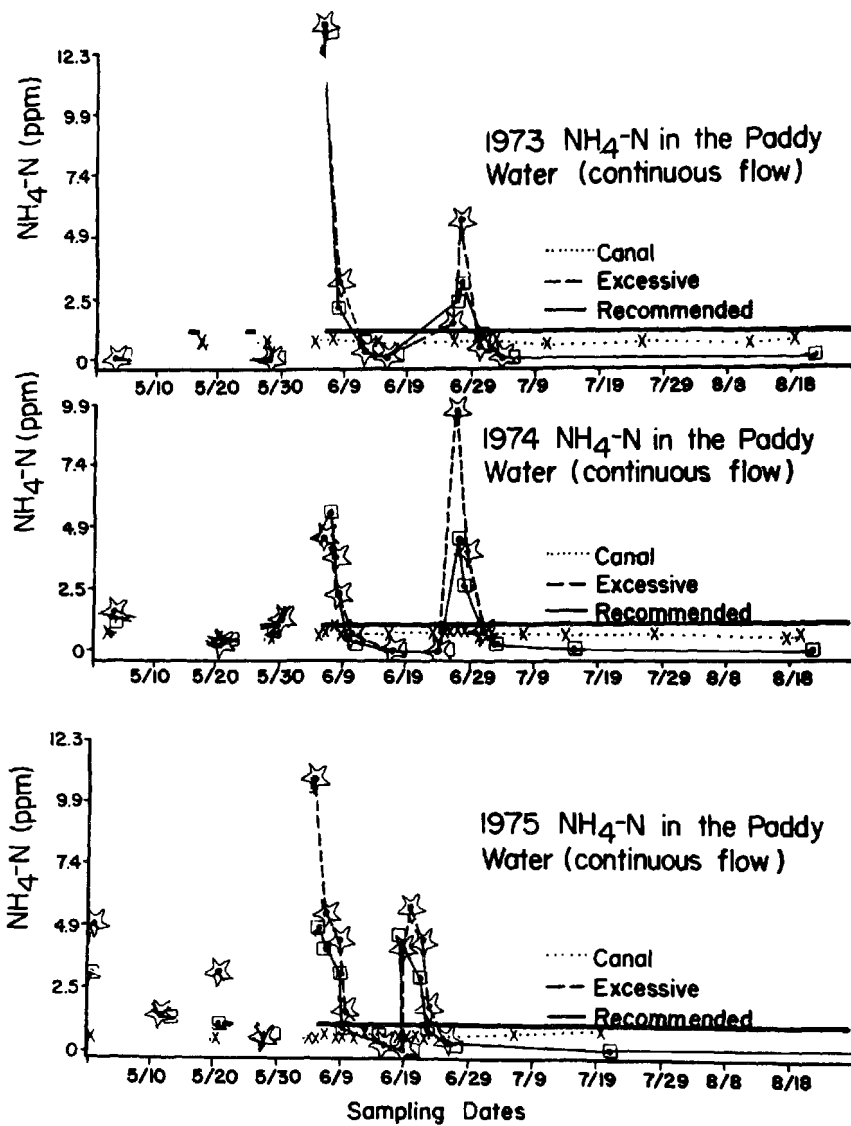 12.3
9.9
7.4
4.9
2.5
0
NH4-N (ppm)
1973 NH4-N in the Paddy
Water (continuous flow)
Canal
Excessive
Recommended
5/10 5/20 5/30 6/9 6/19 6/29 7/9 7/19 7/29 8/8 8/18
9.9
7.4
4.9
2.5
0
NH4-N (ppm)
1974 NH4-N in the Paddy
Water (continuous flow)
Canal
Excessive
Recommended
5/10 5/20 5/30 6/9 6/19 6/29 7/9 7/19 7/29 8/8 8/18
12.3
9.9
7.4
4.9
2.5
0
NH4-N (ppm)
1975 NH4-N in the Paddy
Water (continuous flow)
Canal
Excessive
Recommended
5/10 5/20 5/30 6/9 6/19 6/29 7/9 7/19 7/29 8/8 8/18
Sampling Dates